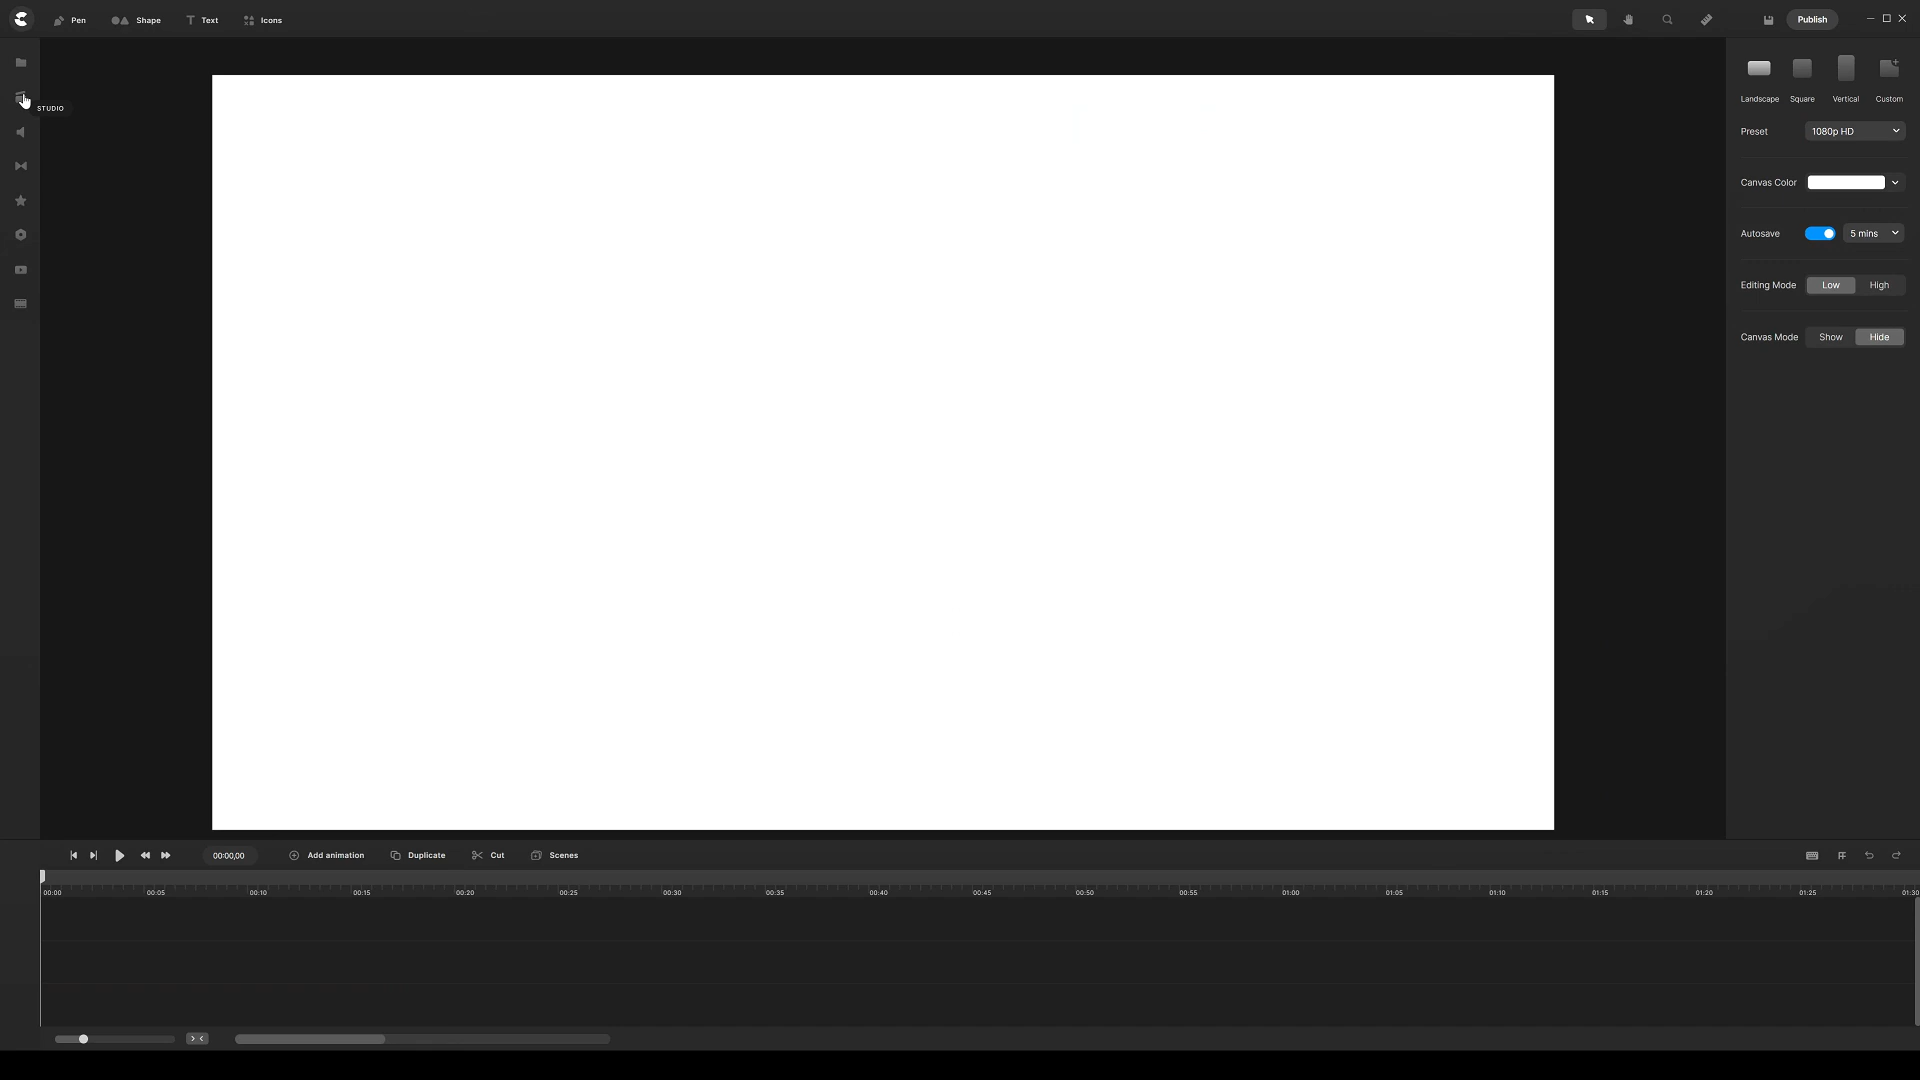 Pen Shape Text Icons Publish
STUDIO
Landscape Square Vertical Custom
Preset 1080p HD
Canvas Color
Autosave 5 mins
Editing Mode Low High
Canvas Mode Show Hide
00:00,00 Add animation Duplicate Cut Scenes
00:00 00:05 00:10 00:15 00:20 00:25 00:30 00:35 00:40 00:45 00:50 00:55 01:00 01:05 01:10 01:15 01:20 01:25 01:30